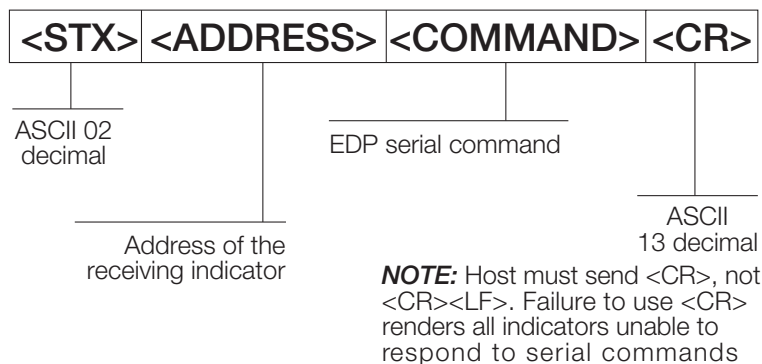 <STX> <ADDRESS> <COMMAND> <CR>
ASCII 02
decimal
EDP serial command
Address of the
receiving indicator
ASCII
13 decimal
NOTE: Host must send <CR>, not
<CR><LF>. Failure to use <CR>
renders all indicators unable to
respond to serial commands